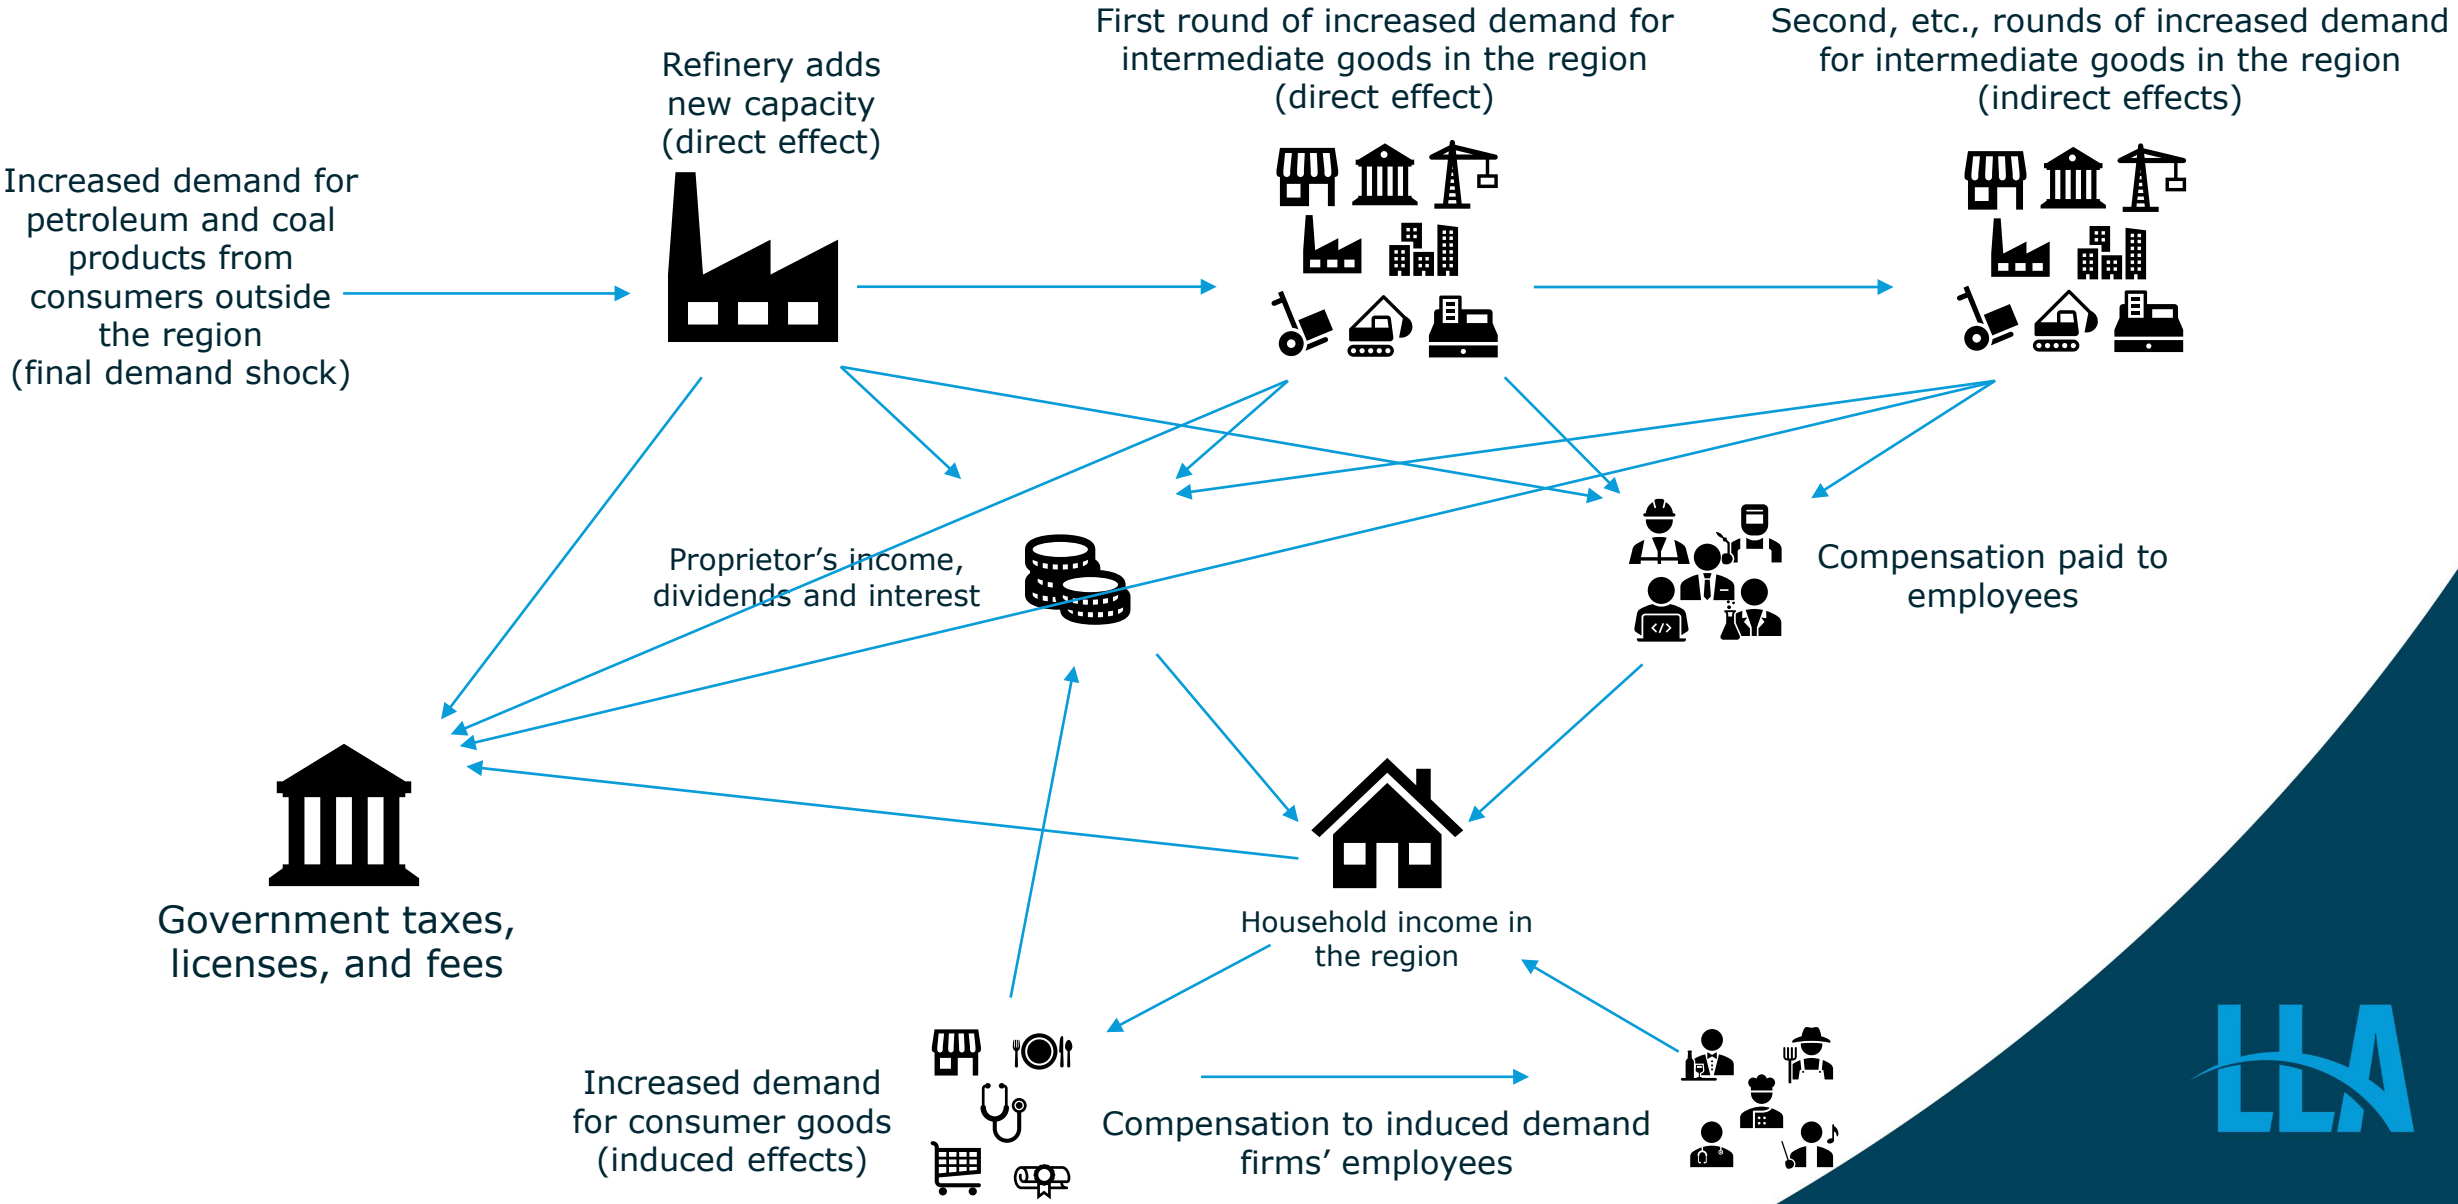 Increased demand for
petroleum and coal
products from
consumers outside
the region
(final demand shock)
Refinery adds
new capacity
(direct effect)
First round of increased demand for
intermediate goods in the region
(direct effect)
Second, etc., rounds of increased demand
for intermediate goods in the region
(indirect effects)
Proprietor’s income,
dividends and interest
Compensation paid to
employees
</>
Government taxes,
licenses, and fees
Household income in
the region
Increased demand
for consumer goods
(induced effects)
Compensation to induced demand
firms’ employees
LLA